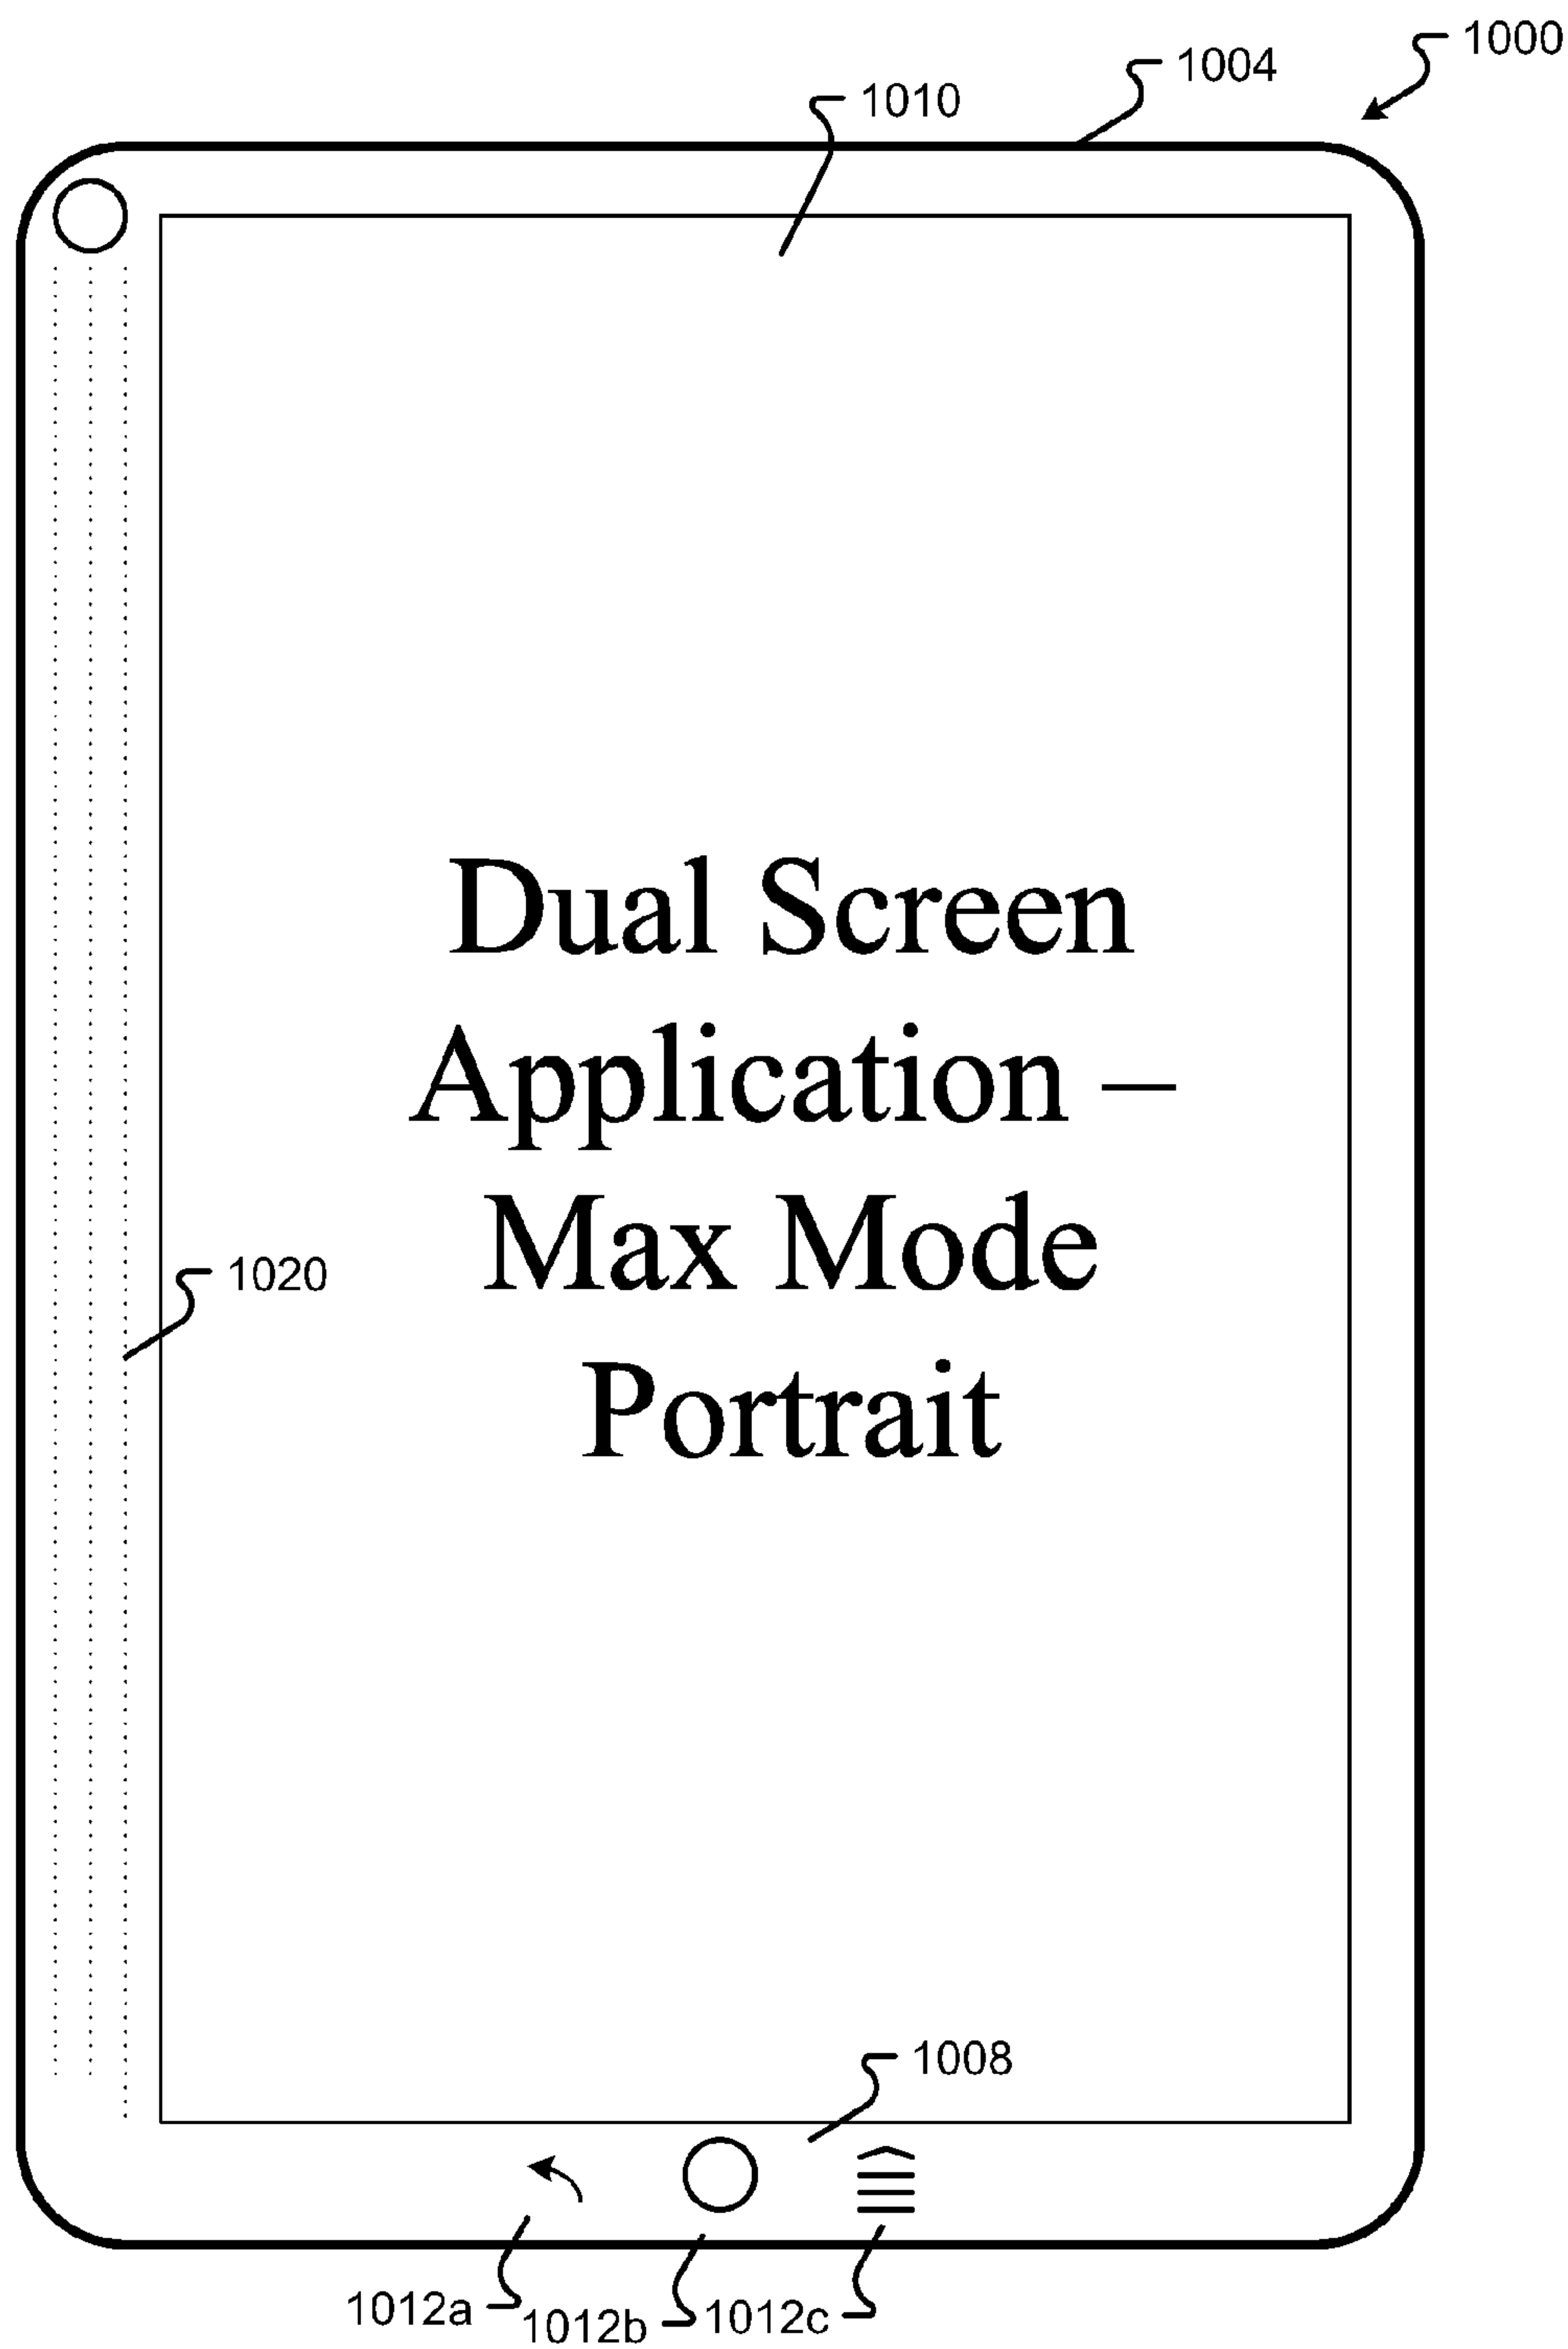 1000
1004
1010
Dual Screen
Application –
Max Mode
Portrait
1020
1008
1012a
1012b
1012c